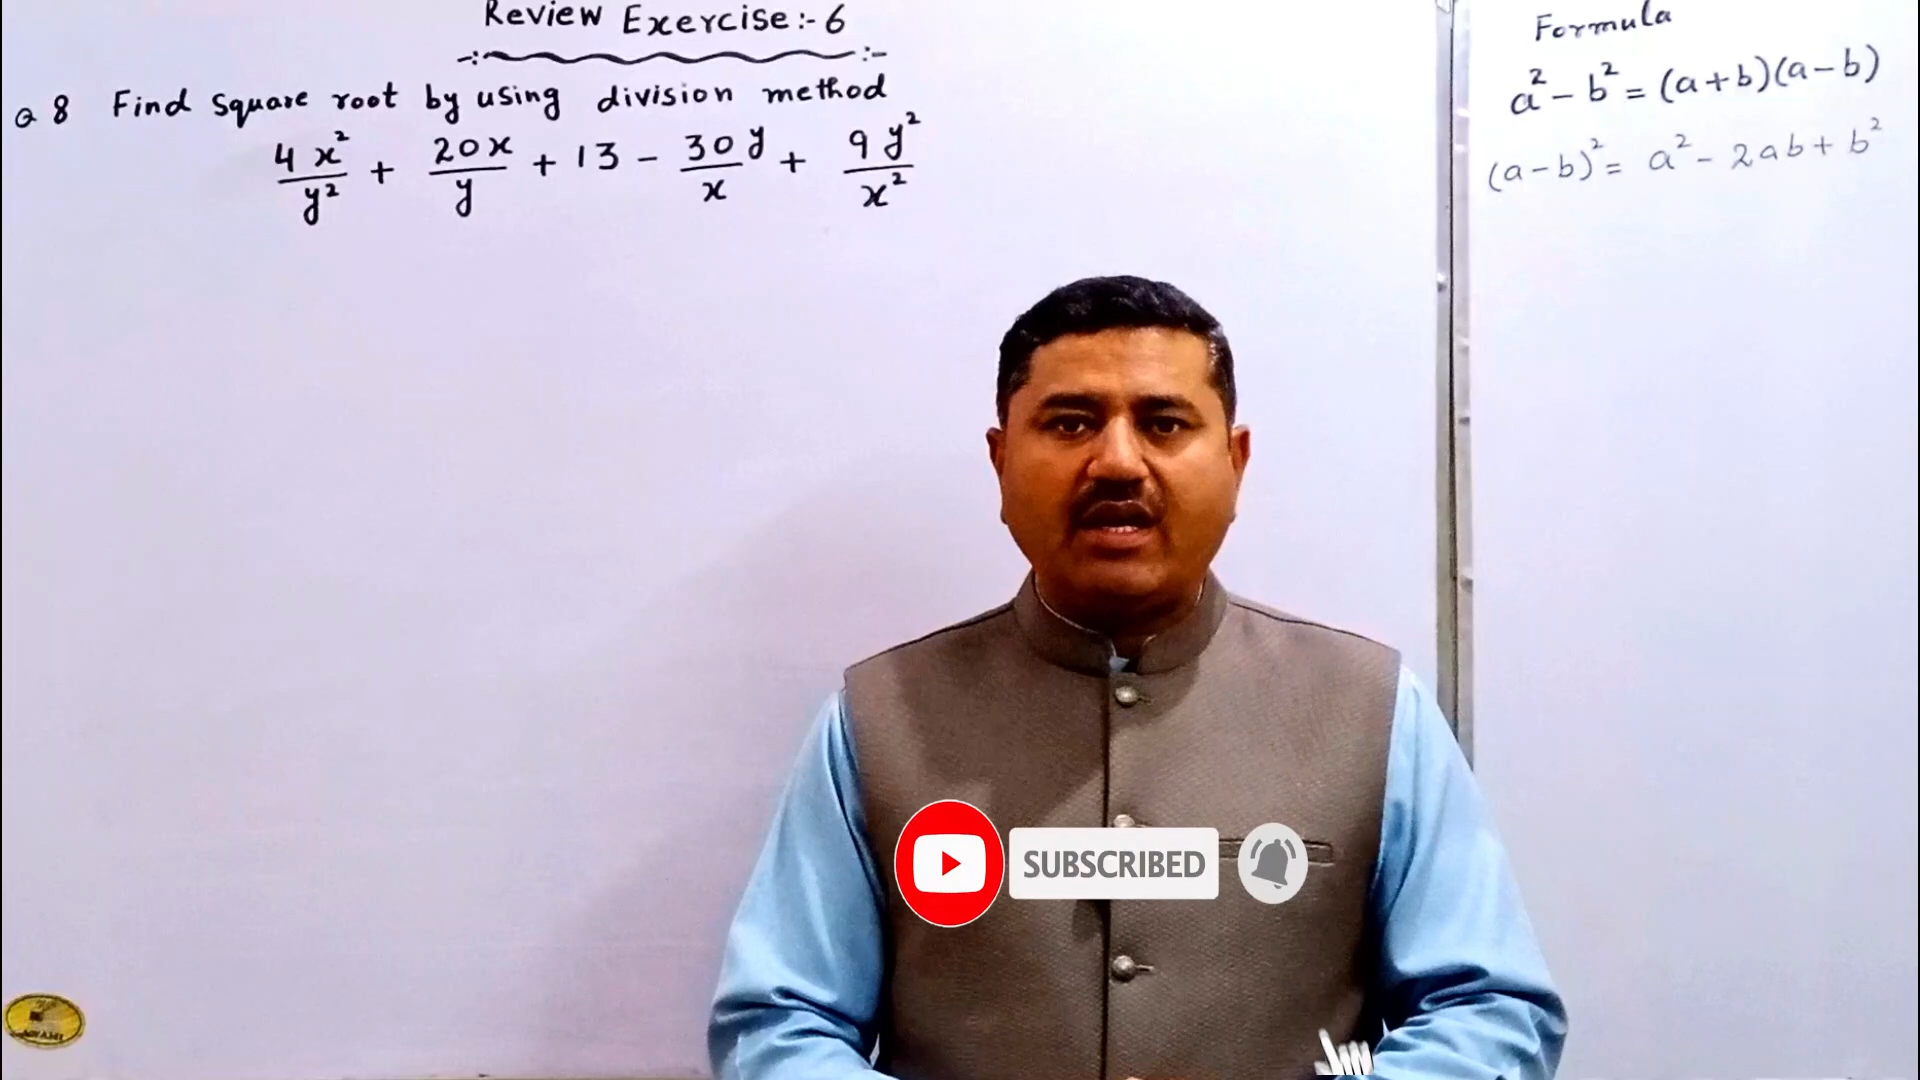 Review Exercise:- 6
Q 8 Find square root by using division method
4x²/y² + 20x/y + 13 - 30y/x + 9y²/x²
Formula
a² - b² = (a+b)(a-b)
(a-b)² = a² - 2ab + b²
SUBSCRIBED